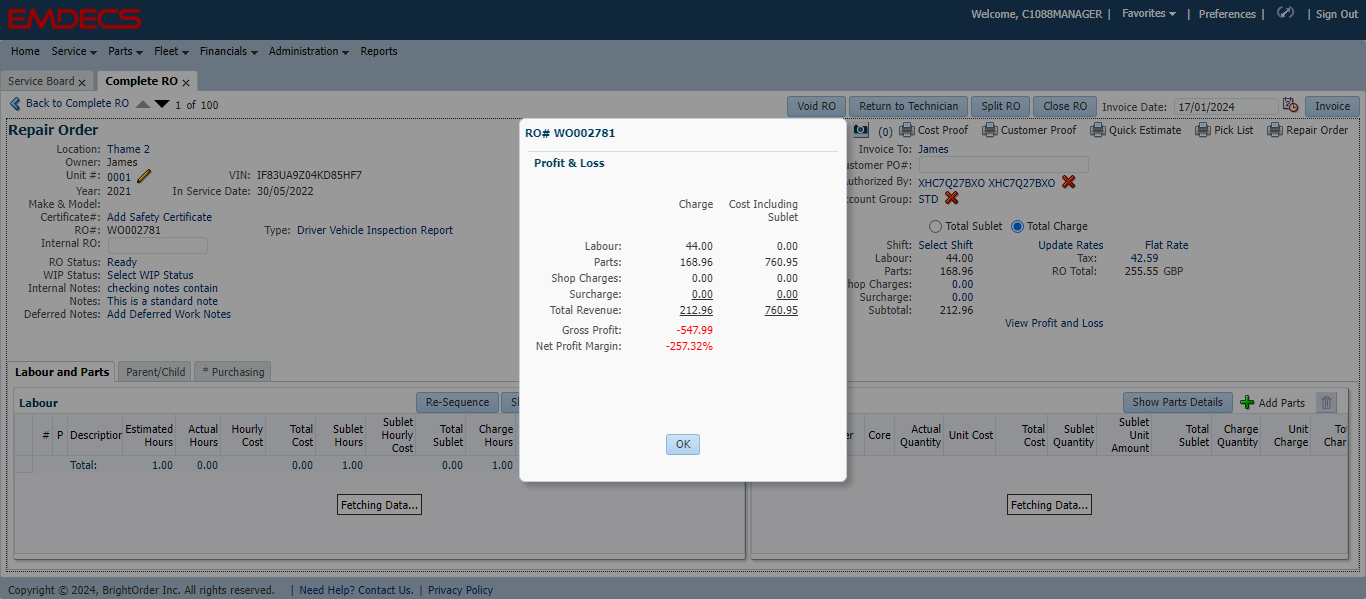 EMDECS
Welcome, C1088MANAGER | Favorites | Preferences | | Sign Out
Home Service Parts Fleet Financials Administration Reports
Service Board x Complete RO x
Back to Complete RO 1 of 100
Void RO Return to Technician Split RO Close RO Invoice Date: 17/01/2024 Invoice
Repair Order
(0) Cost Proof Customer Proof Quick Estimate Pick List Repair Order
Location: Thame 2
Owner: James
Unit #: 0001 VIN: IF83UA9Z04KD85HF7
Year: 2021 In Service Date: 30/05/2022
Make & Model:
Certificate#: Add Safety Certificate
RO#: WO002781 Type: Driver Vehicle Inspection Report
Internal RO:
RO Status: Ready
WIP Status: Select WIP Status
Internal Notes: checking notes contain
Notes: This is a standard note
Deferred Notes: Add Deferred Work Notes
RO# WO002781
Profit & Loss
Charge Cost Including
Sublet
Labour: 44.00 0.00
Parts: 168.96 760.95
Shop Charges: 0.00 0.00
Surcharge: 0.00 0.00
Total Revenue: 212.96 760.95
Gross Profit: -547.99
Net Profit Margin: -257.32%
OK
Invoice To: James
stomer PO#:
uthorized By: XHC7Q27BXO XHC7Q27BXO
count Group: STD
Total Sublet Total Charge
Shift: Select Shift Update Rates Flat Rate
Labour: 44.00 Tax: 42.59
Parts: 168.96 RO Total: 255.55 GBP
hop Charges: 0.00
Surcharge: 0.00
Subtotal: 212.96
View Profit and Loss
Labour and Parts Parent/Child * Purchasing
Labour Re-Sequence
# P Description Estimated Hours Actual Hours Hourly Cost Total Cost Sublet Hours Sublet Hourly Cost Total Sublet Charge Hours
Total: 1.00 0.00 0.00 1.00 0.00 1.00
Fetching Data...
Show Parts Details Add Parts
er Core Actual Quantity Unit Cost Total Cost Sublet Quantity Sublet Unit Amount Total Sublet Charge Quantity Unit Charge
Fetching Data...
Copyright © 2024, BrightOrder Inc. All rights reserved. | Need Help? Contact Us. | Privacy Policy